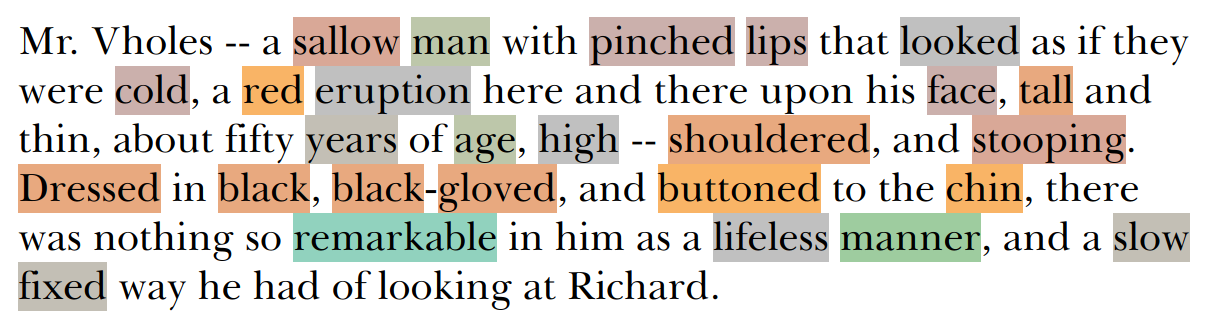 Mr. Vholes -- a sallow man with pinched lips that looked as if they
were cold, a red eruption here and there upon his face, tall and
thin, about fifty years of age, high -- shouldered, and stooping.
Dressed in black, black-gloved, and buttoned to the chin, there
was nothing so remarkable in him as a lifeless manner, and a slow
fixed way he had of looking at Richard.